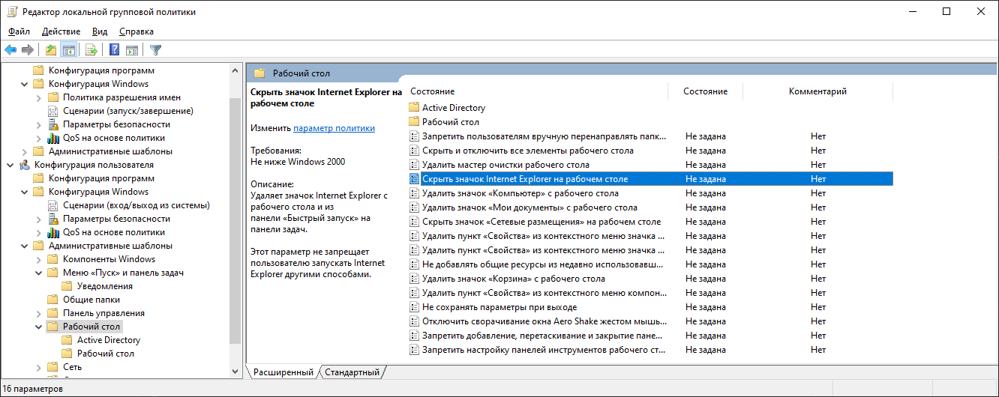 Редактор локальной групповой политики
Файл Действие Вид Справка
Конфигурация программ
Конфигурация Windows
Политика разрешения имен
Сценарии (запуск/завершение)
Параметры безопасности
QoS на основе политики
Административные шаблоны
Конфигурация пользователя
Конфигурация программ
Конфигурация Windows
Сценарии (вход/выход из системы)
Параметры безопасности
QoS на основе политики
Административные шаблоны
Компоненты Windows
Меню «Пуск» и панель задач
Уведомления
Общие папки
Панель управления
Рабочий стол
Active Directory
Рабочий стол
Сеть
Рабочий стол
Скрыть значок Internet Explorer на
рабочем столе
Изменить параметр политики
Требования:
Не ниже Windows 2000
Описание:
Удаляет значок Internet Explorer с
рабочего стола и из
панели «Быстрый запуск» на
панели задач.
Этот параметр не запрещает
пользователю запускать Internet
Explorer другими способами.
Состояние Состояние Комментарий
Active Directory
Рабочий стол
Запретить пользователям вручную перенаправлять папк... Не задана Нет
Скрыть и отключить все элементы рабочего стола Не задана Нет
Удалить мастер очистки рабочего стола Не задана Нет
Скрыть значок Internet Explorer на рабочем столе Не задана Нет
Удалить значок «Компьютер» с рабочего стола Не задана Нет
Удалить значок «Мои документы» с рабочего стола Не задана Нет
Скрыть значок «Сетевые размещения» на рабочем столе Не задана Нет
Удалить пункт «Свойства» из контекстного меню значка ... Не задана Нет
Удалить пункт «Свойства» из контекстного меню значка ... Не задана Нет
Не добавлять общие ресурсы из недавно использовавш... Не задана Нет
Удалить значок «Корзина» с рабочего стола Не задана Нет
Удалить пункт «Свойства» из контекстного меню компон... Не задана Нет
Не сохранять параметры при выходе Не задана Нет
Отключить сворачивание окна Aero Shake жестом мышь... Не задана Нет
Запретить добавление, перетаскивание и закрытие пане... Не задана Нет
Запретить настройку панелей инструментов рабочего ст... Не задана Нет
Расширенный Стандартный
16 параметров